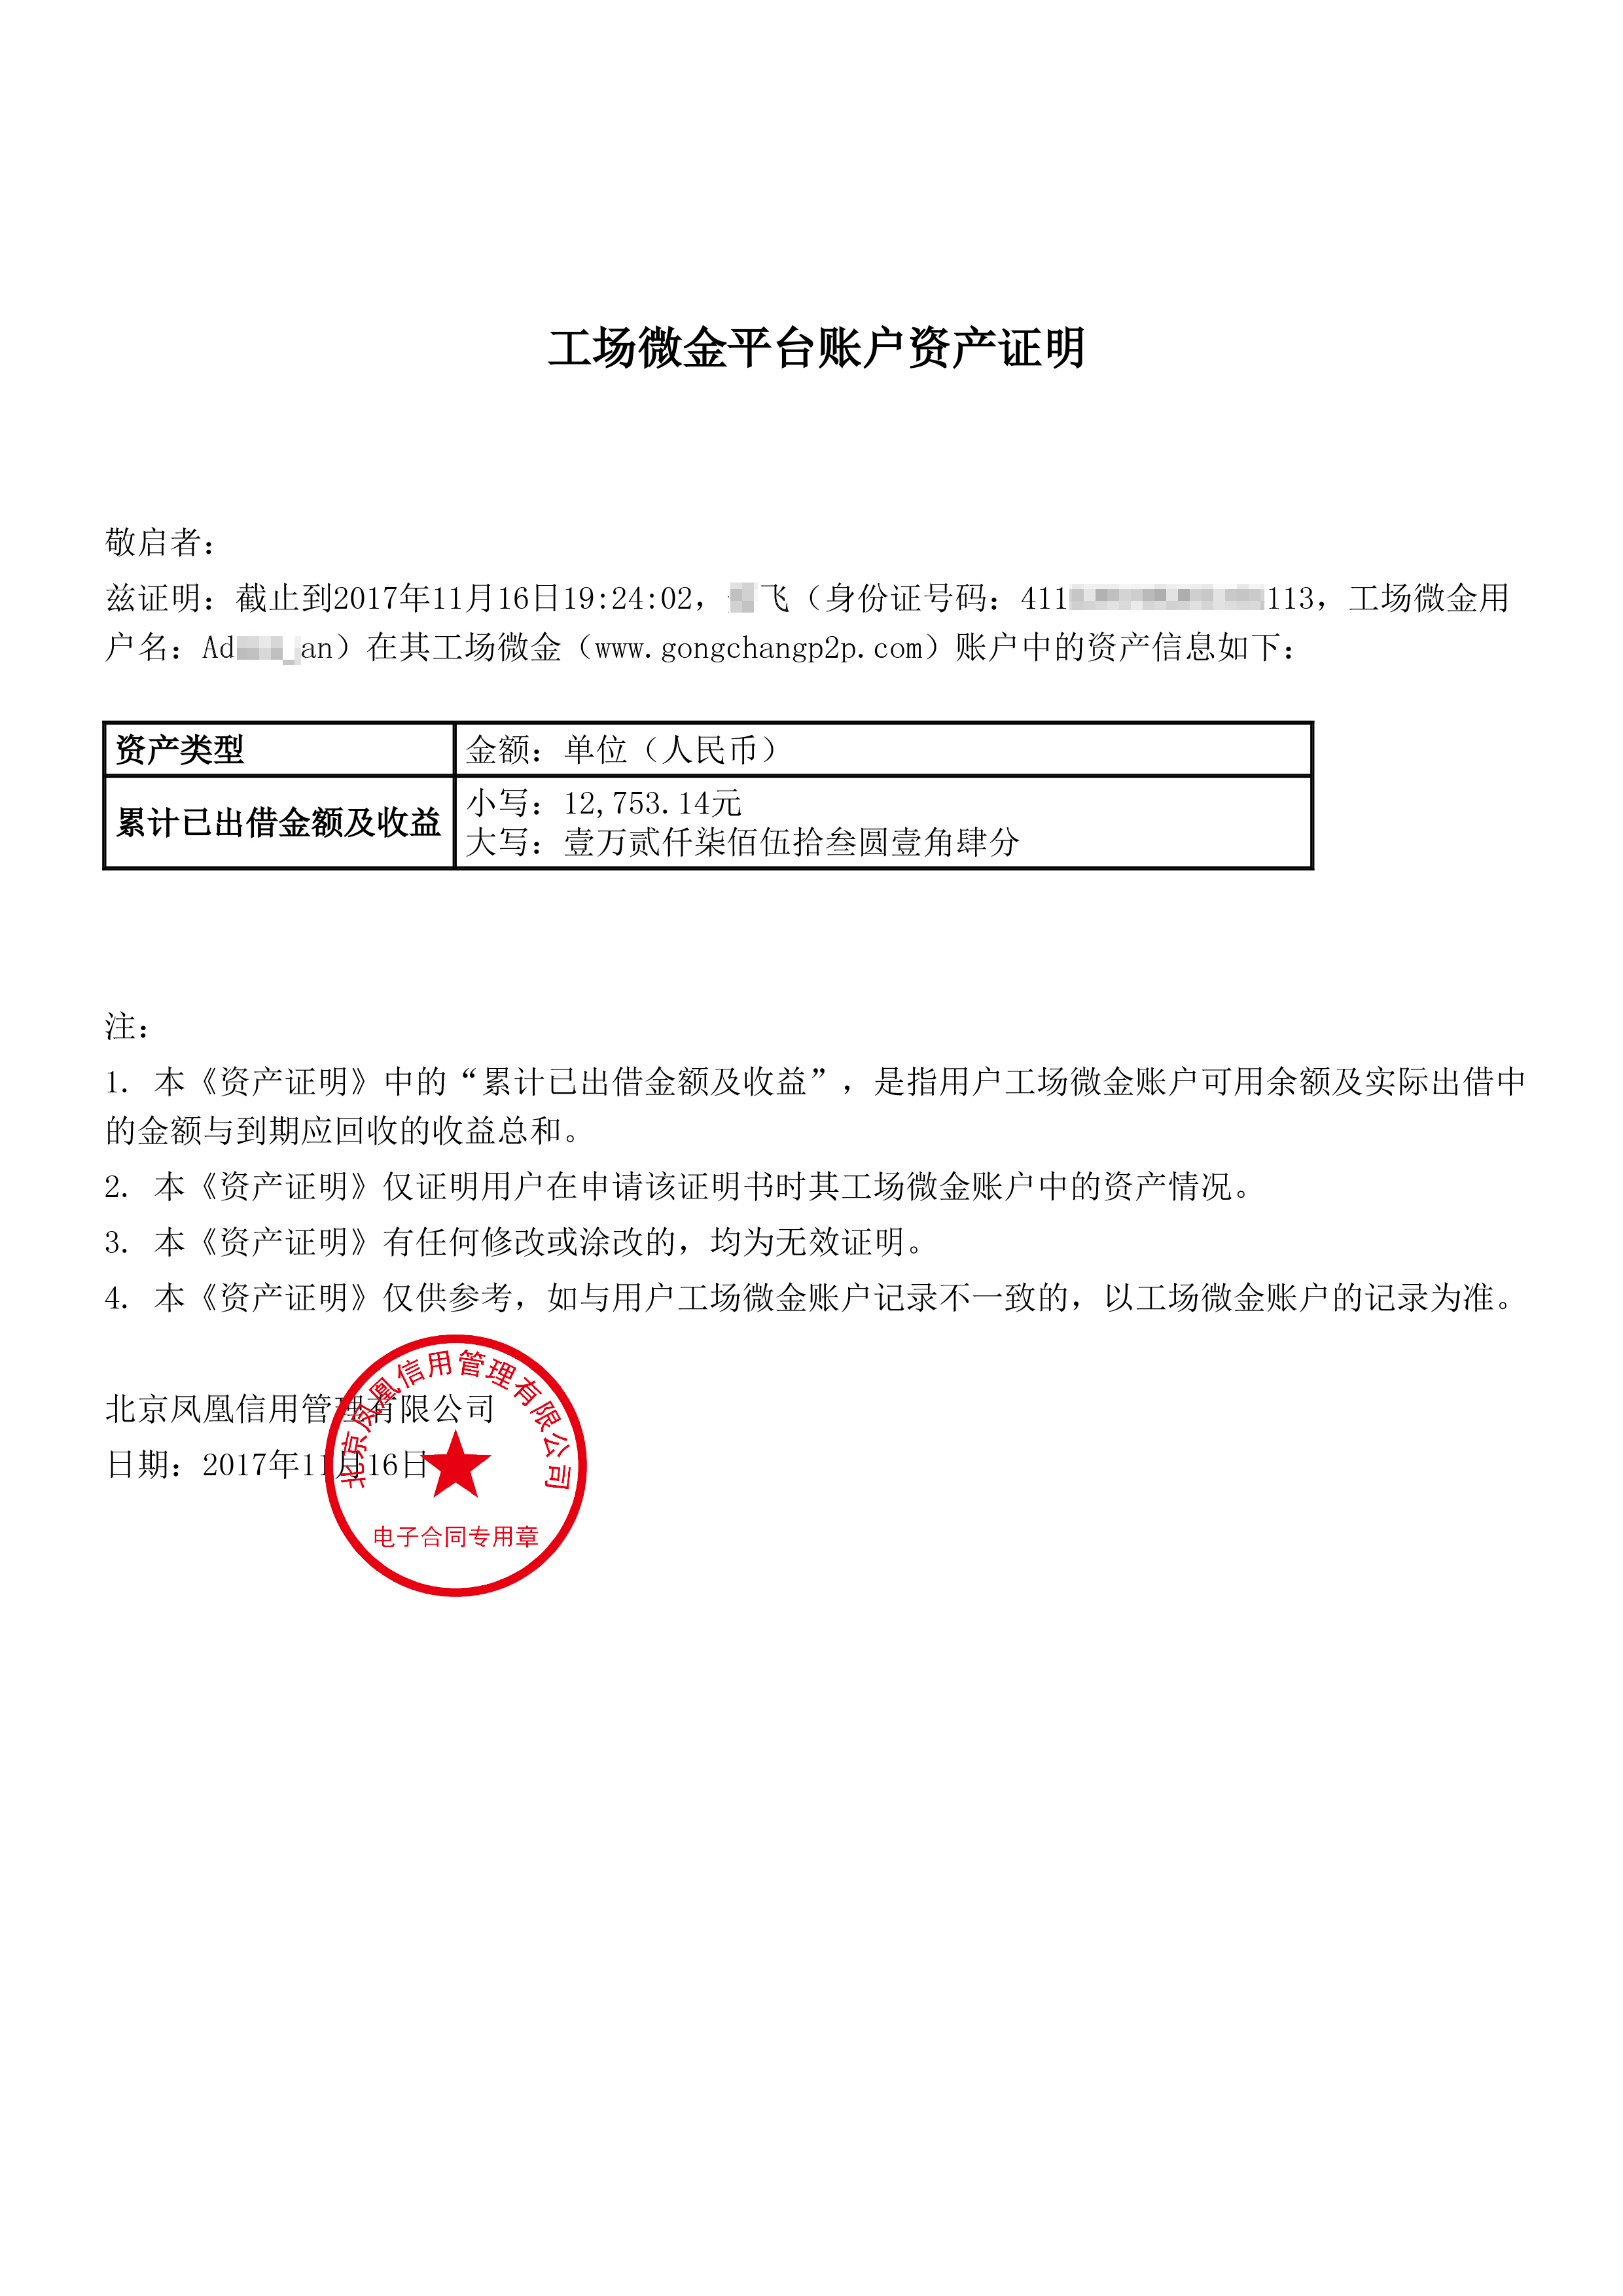 工场微金平台账户资产证明
敬启者：
兹证明：截止到2017年11月16日19:24:02，飞（身份证号码：411113，工场微金用
户名：Ad_an）在其工场微金（www.gongchangp2p.com）账户中的资产信息如下：
资产类型 金额：单位（人民币）
累计已出借金额及收益 小写：12,753.14元
大写：壹万贰仟柒佰伍拾叁圆壹角肆分
注：
1. 本《资产证明》中的“累计已出借金额及收益”，是指用户工场微金账户可用余额及实际出借中
的金额与到期应回收的收益总和。
2. 本《资产证明》仅证明用户在申请该证明书时其工场微金账户中的资产情况。
3. 本《资产证明》有任何修改或涂改的，均为无效证明。
4. 本《资产证明》仅供参考，如与用户工场微金账户记录不一致的，以工场微金账户的记录为准。
北京凤凰信用管理有限公司
日期：2017年11月16日
北京凤凰信用管理有限公司
电子合同专用章